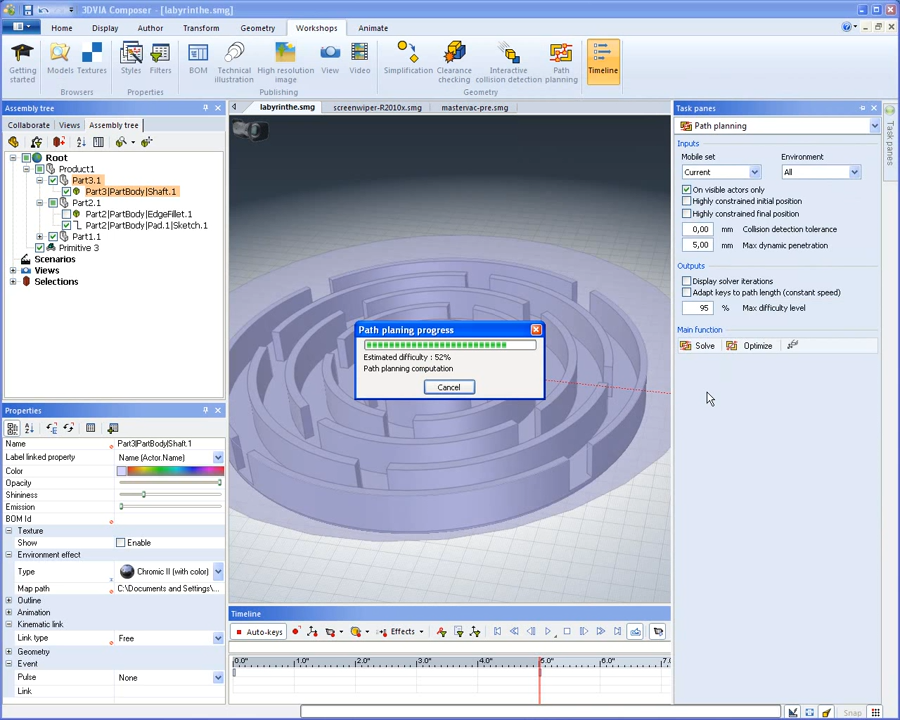 3DVIA Composer - [labyrinthe.smg]
Home Display Author Transform Geometry Workshops Animate
Getting started
Models Textures
Styles Filters
BOM Technical illustration High resolution image View Video
Simplification Clearance checking Interactive collision detection Path planning Timeline
Browsers Properties Publishing Geometry
Assembly tree
labyrinthe.smg screenwiper-R2010x.smg mastervac-pre.smg
Collaborate Views Assembly tree
Root
Product1
Part3.1
Part3|PartBody|Shaft.1
Part2.1
Part2|PartBody|EdgeFillet.1
Part2|PartBody|Pad.1|Sketch.1
Part1.1
Primitive 3
Scenarios
Views
Selections
Properties
Name Part3|PartBody|Shaft.1
Label linked property Name (Actor.Name)
Color
Opacity
Shininess
Emission
BOM Id
Texture
Show Enable
Environment effect
Type Chromic II (with color)
Map path C:\Documents and Settings\...
Outline
Animation
Kinematic link
Link type Free
Geometry
Event
Pulse None
Link
Path planing progress
Estimated difficulty : 52%
Path planning computation
Cancel
Timeline
Auto-keys Effects
0.0" 1.0" 2.0" 3.0" 4.0" 5.0" 6.0" 7.0
Task panes
Path planning
Inputs
Mobile set Environment
Current All
On visible actors only
Highly constrained initial position
Highly constrained final position
0,00 mm Collision detection tolerance
5,00 mm Max dynamic penetration
Outputs
Display solver iterations
Adapt keys to path length (constant speed)
95 % Max difficulty level
Main function
Solve Optimize
Task panes
Snap